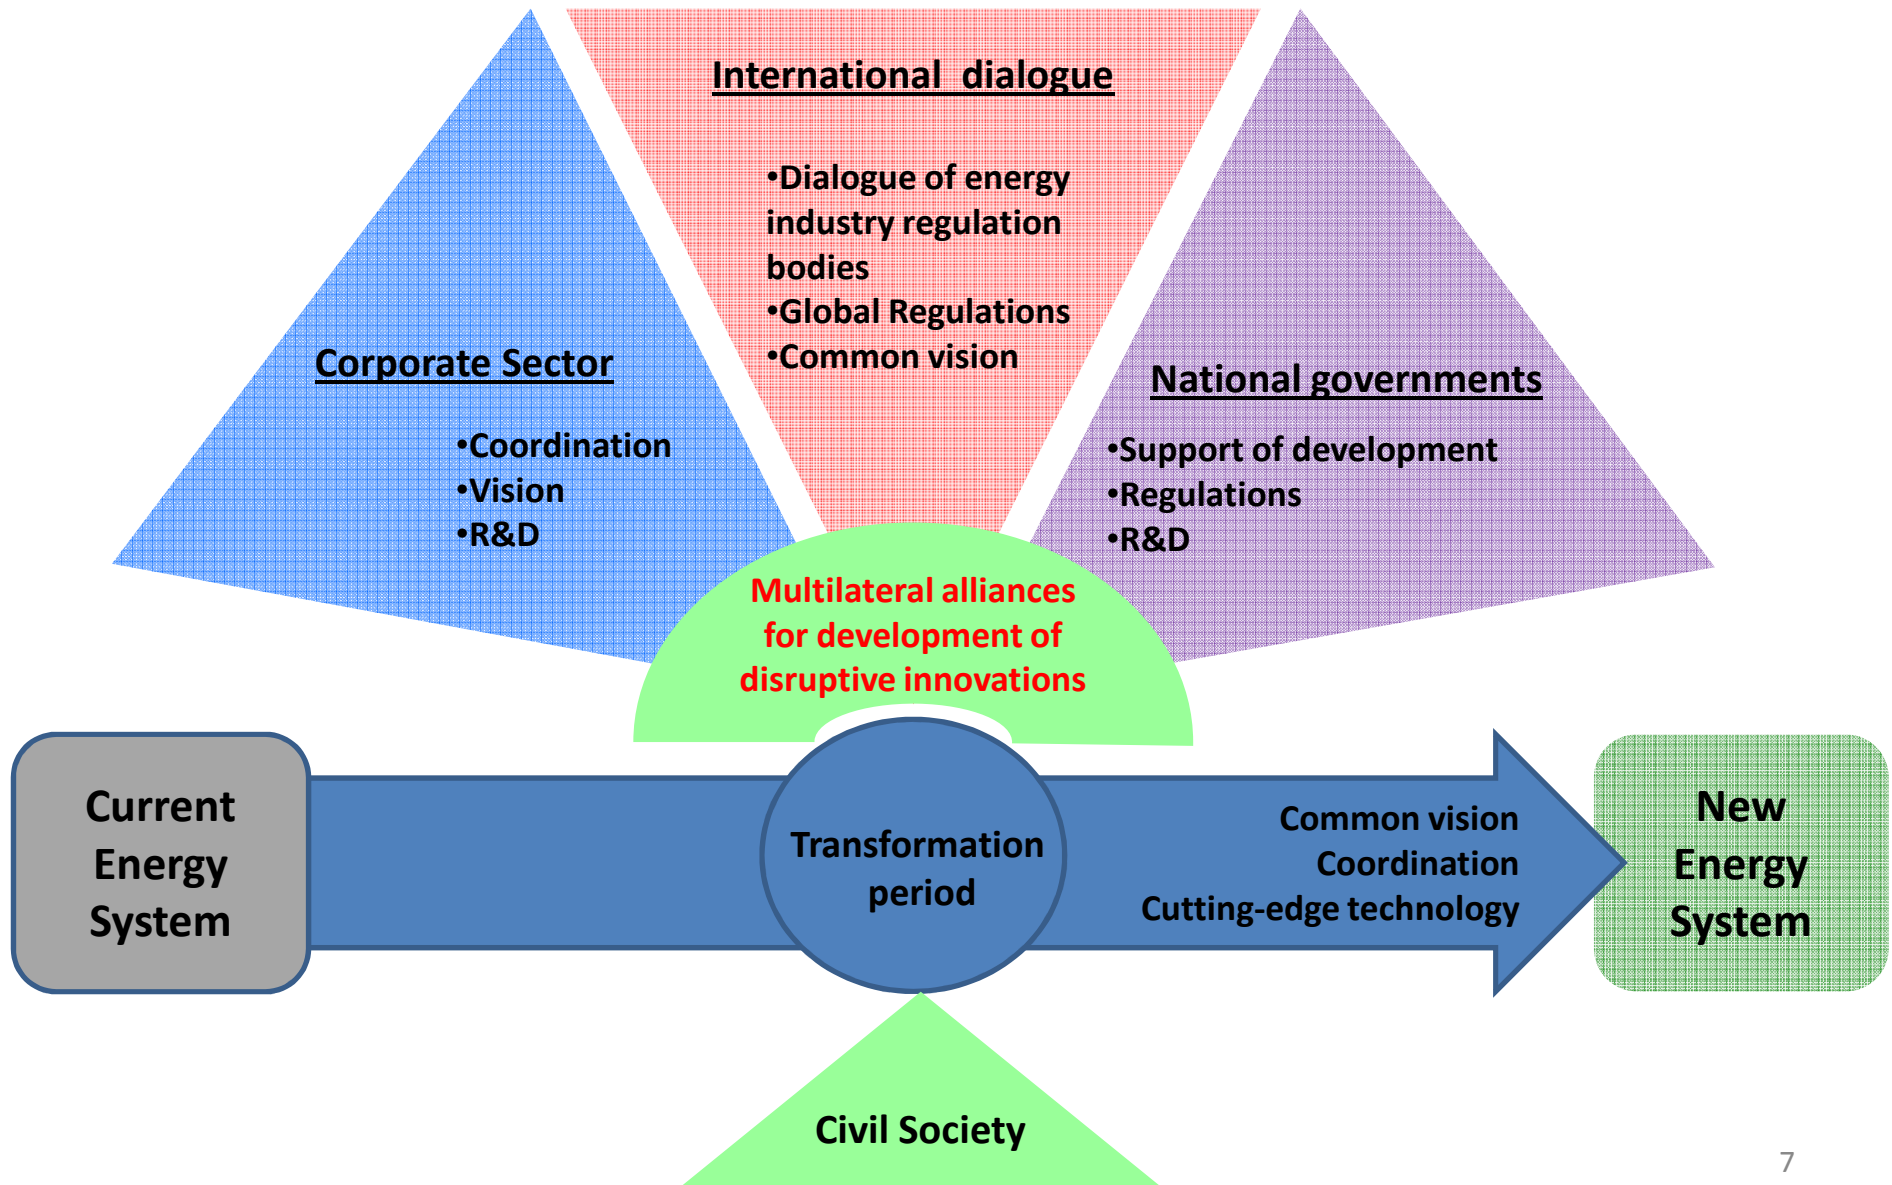 International  dialogue
•Dialogue of energy
industry regulation
bodies
•Global Regulations
•Common vision
Corporate Sector
•Coordination
•Vision
•R&D
National governments
•Support of development
•Regulations
•R&D
Multilateral alliances
for development of
disruptive innovations
Current
Energy
System
Transformation
period
Common vision
Coordination
Cutting-edge technology
New
Energy
System
Civil Society
7